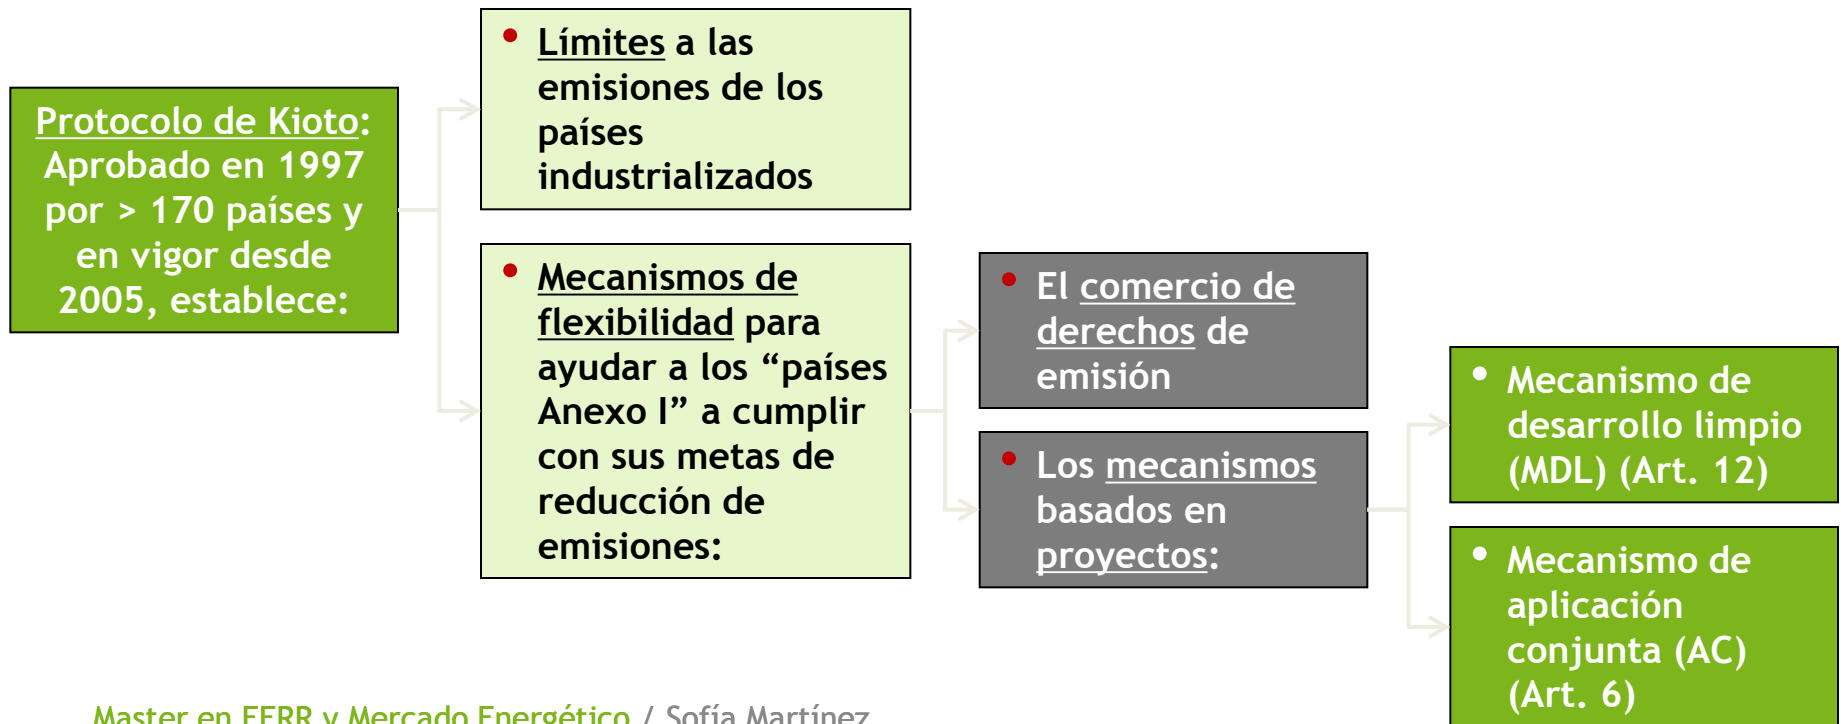 Protocolo de Kioto:
Aprobado en 1997
por > 170 países y
en vigor desde
2005, establece:
• Límites a las
emisiones de los
países
industrializados
• Mecanismos de
flexibilidad para
ayudar a los “países
Anexo I” a cumplir
con sus metas de
reducción de
emisiones:
• El comercio de
derechos de
emisión
• Los mecanismos
basados en
proyectos:
• Mecanismo de
desarrollo limpio
(MDL) (Art. 12)
• Mecanismo de
aplicación
conjunta (AC)
(Art. 6)
Master en EERR y Mercado Energético / Sofía Martínez